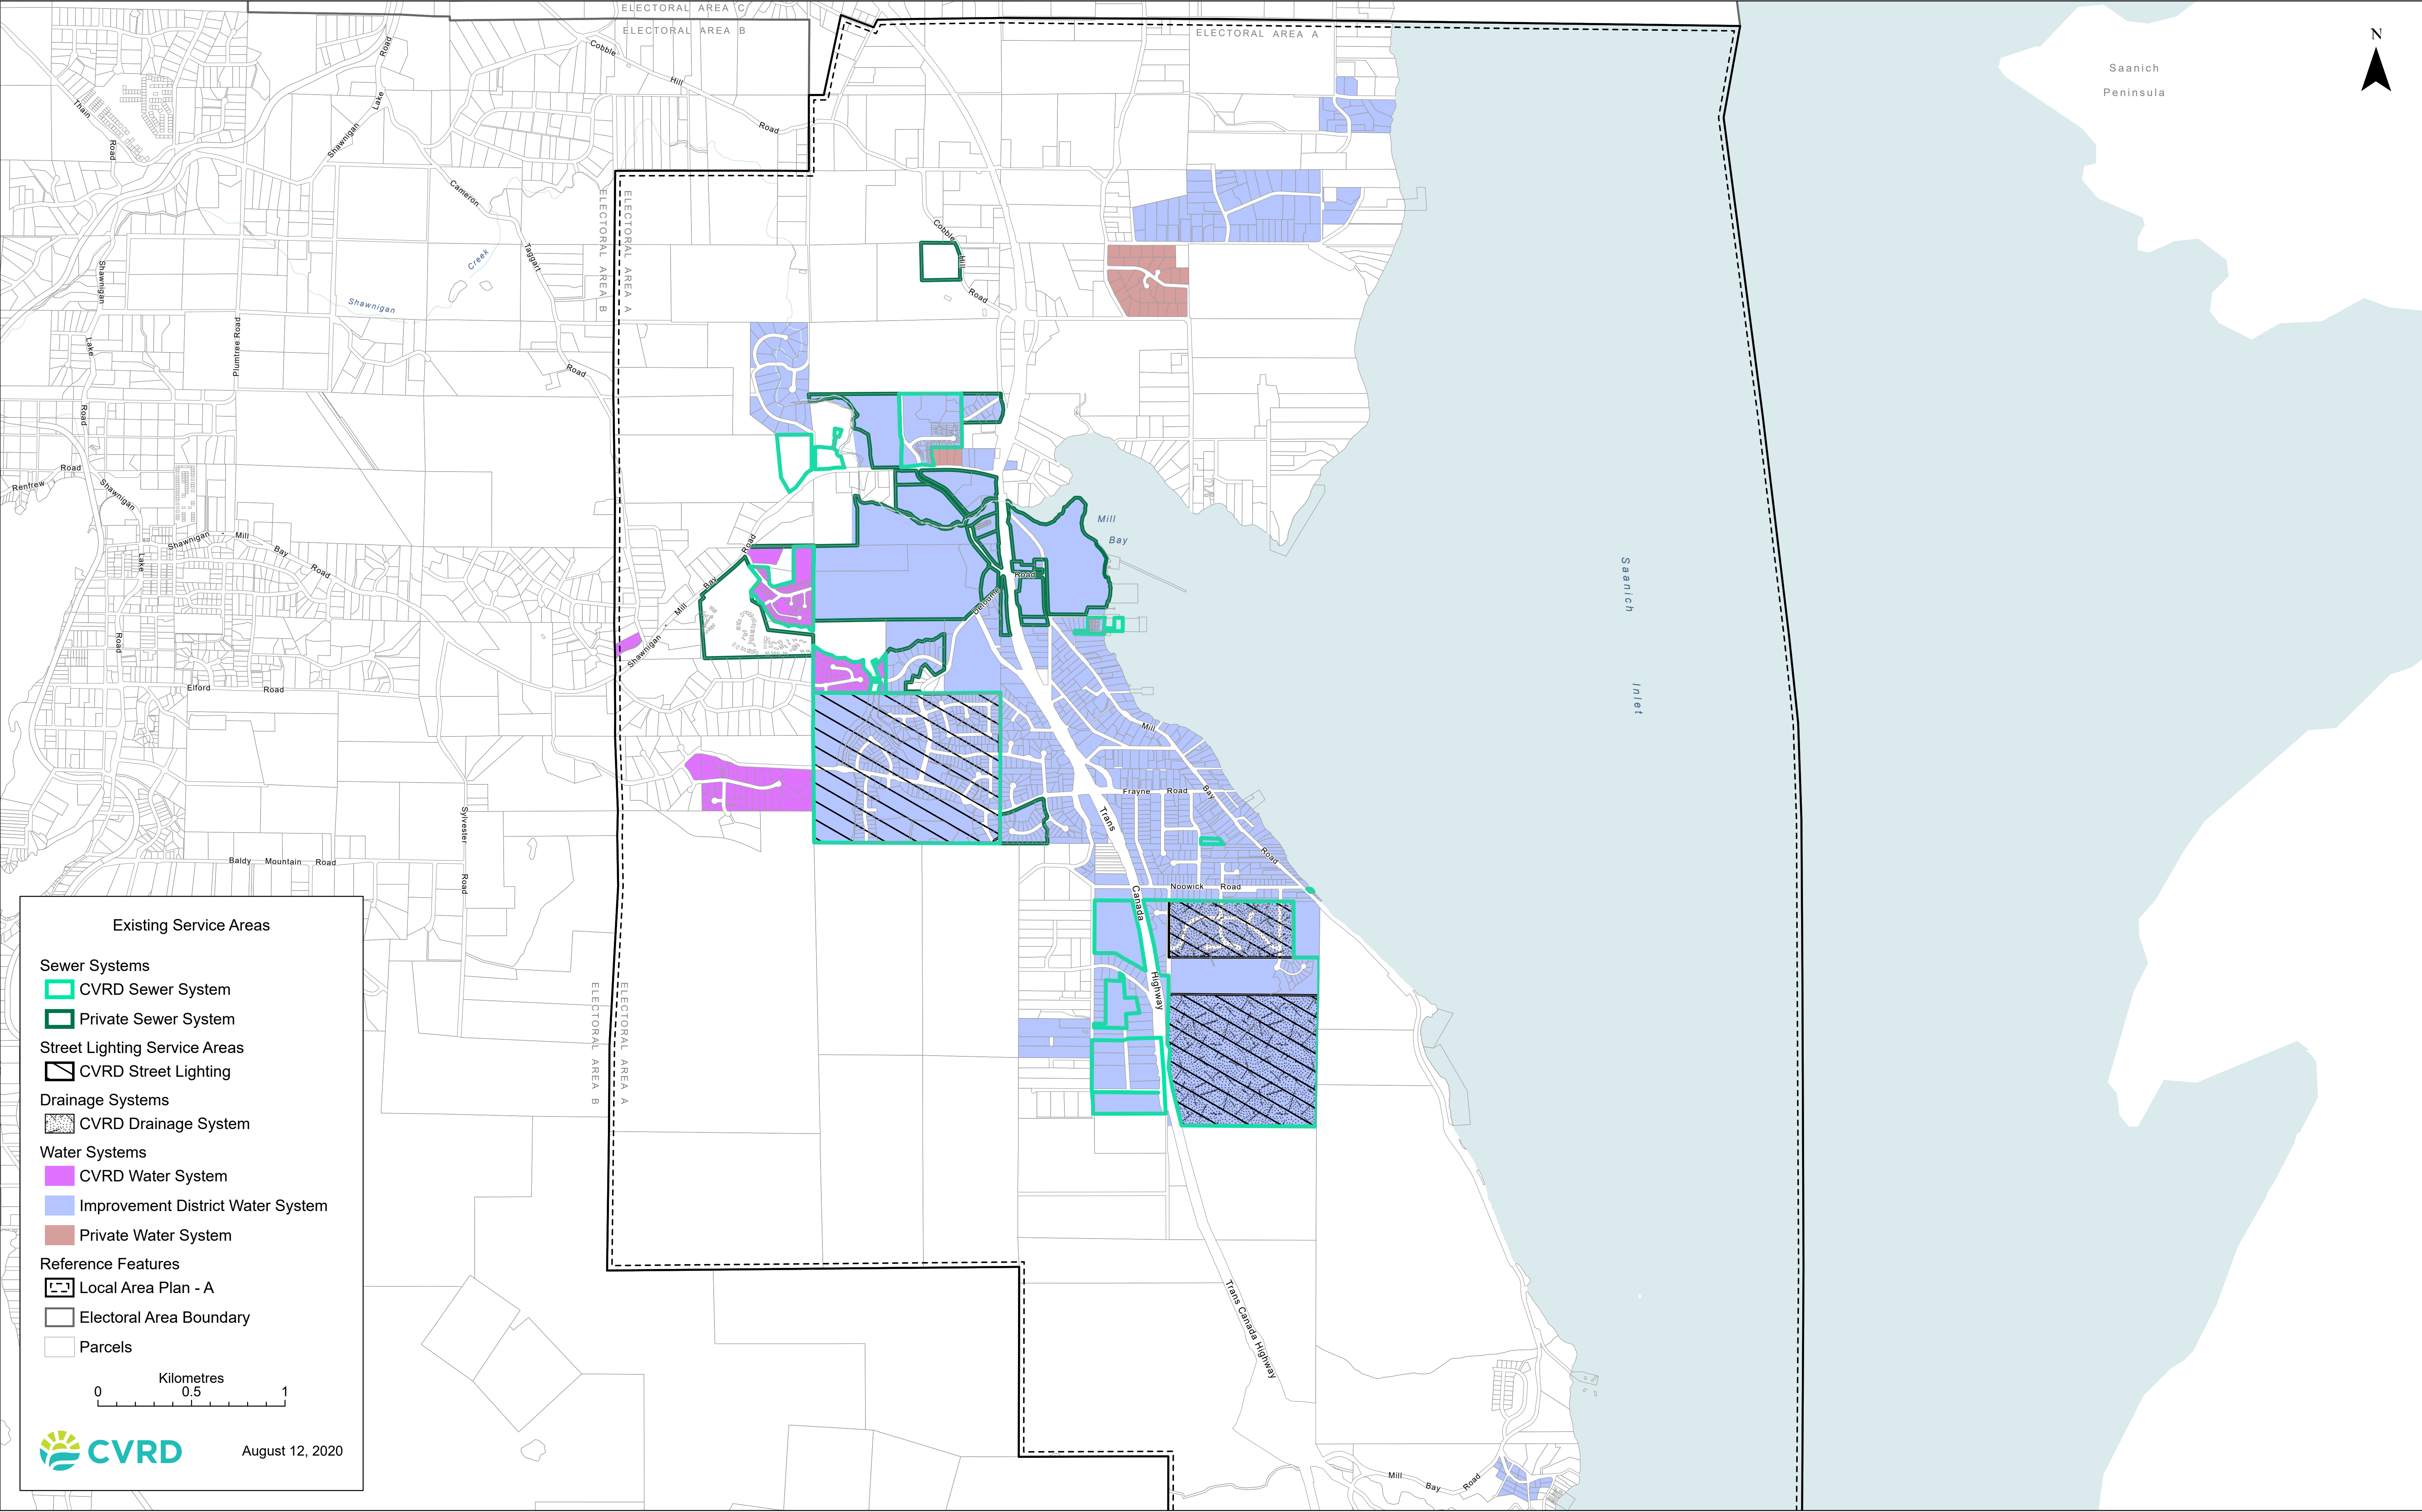 ELECTORAL AREA C
ELECTORAL AREA B
ELECTORAL AREA A
N
Saanich
Peninsula
Cobble
Hill
Road
Road
Lake
Shawnigan
Thain
Road
Cameron
Taggart
Road
Creek
Shawnigan
ELECTORAL AREA B
ELECTORAL AREA A
Cobble
Hill
Road
Shawnigan
Lake
Road
Plumtree Road
Road
Renfrew
Shawnigan
Lake
Road
Shawnigan - Mill Bay Road
Mill
Bay
Road
Delourme
Road
Bay
Mill
-
Shawnigan
Saanich
Inlet
Elford Road
Mill
Bay
Road
Frayne Road
Trans
Canada
Highway
Noowick Road
Sylvester
Road
Baldy Mountain Road
ELECTORAL AREA B
ELECTORAL AREA A
Trans Canada Highway
Mill
Bay
Road
Existing Service Areas
Sewer Systems
CVRD Sewer System
Private Sewer System
Street Lighting Service Areas
CVRD Street Lighting
Drainage Systems
CVRD Drainage System
Water Systems
CVRD Water System
Improvement District Water System
Private Water System
Reference Features
Local Area Plan - A
Electoral Area Boundary
Parcels
Kilometres
0 0.5 1
CVRD
August 12, 2020